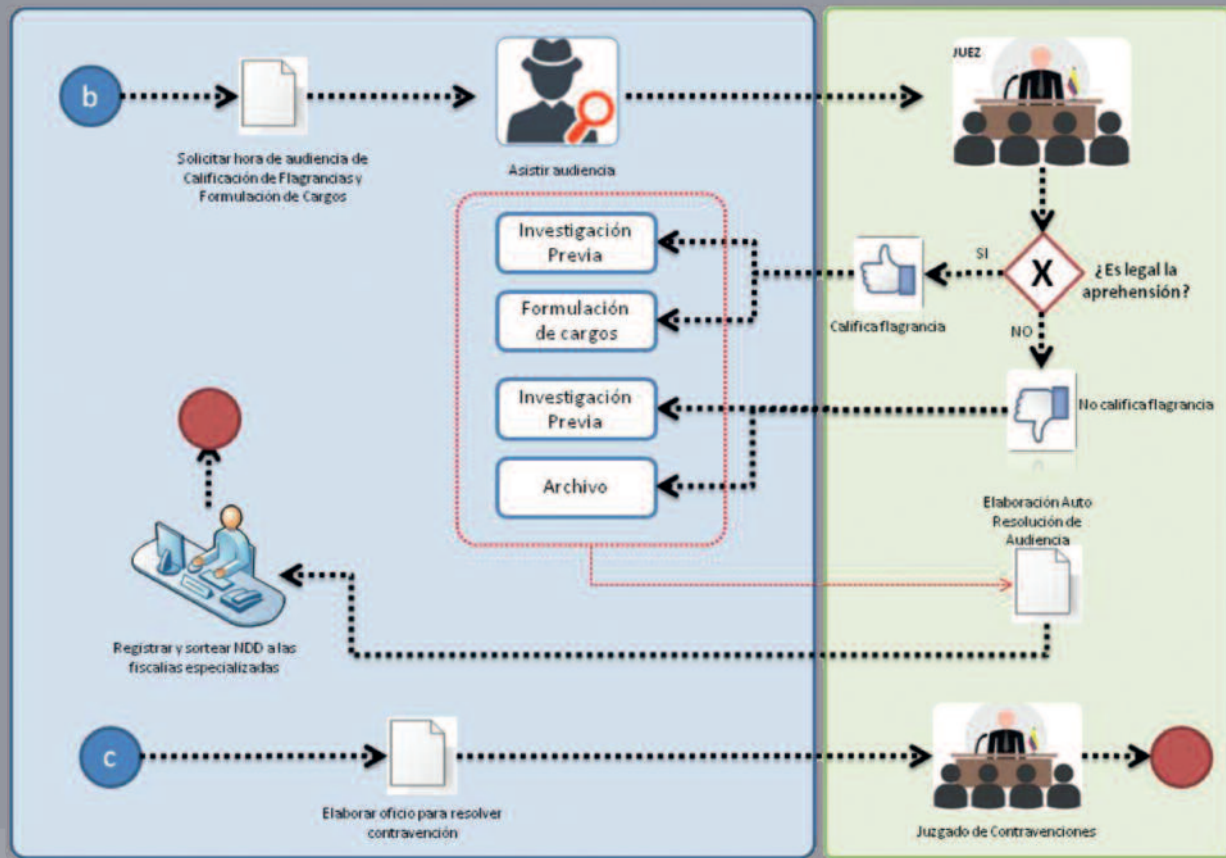 b
Solicitar hora de audiencia de
Calificación de Flagrancias y
Formulación de Cargos
Asistir audiencia
JUEZ
¿Es legal la
aprehensión?
X
SI
NO
Califica flagrancia
No califica flagrancia
Investigación
Previa
Formulación
de cargos
Investigación
Previa
Archivo
Elaboración Auto
Resolución de
Audiencia
Registrar y sortear NDD a las
fiscalias especializadas
c
Elaborar oficio para resolver
contravención
Juzgado de Contravenciones